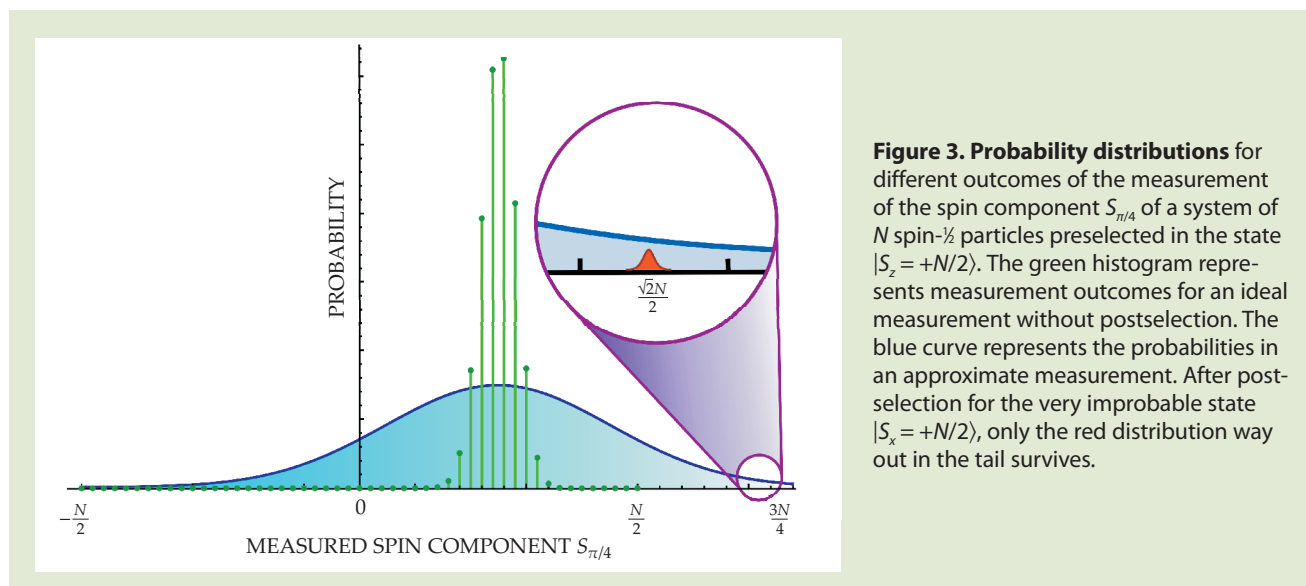 PROBABILITY
√2N/2
−N/2
0
N/2
3N/4
MEASURED SPIN COMPONENT S_π/4
Figure 3. Probability distributions for
different outcomes of the measurement
of the spin component S_π/4 of a system of
N spin-½ particles preselected in the state
|S_z = +N/2⟩. The green histogram repre-
sents measurement outcomes for an ideal
measurement without postselection. The
blue curve represents the probabilities in
an approximate measurement. After post-
selection for the very improbable state
|S_x = +N/2⟩, only the red distribution way
out in the tail survives.